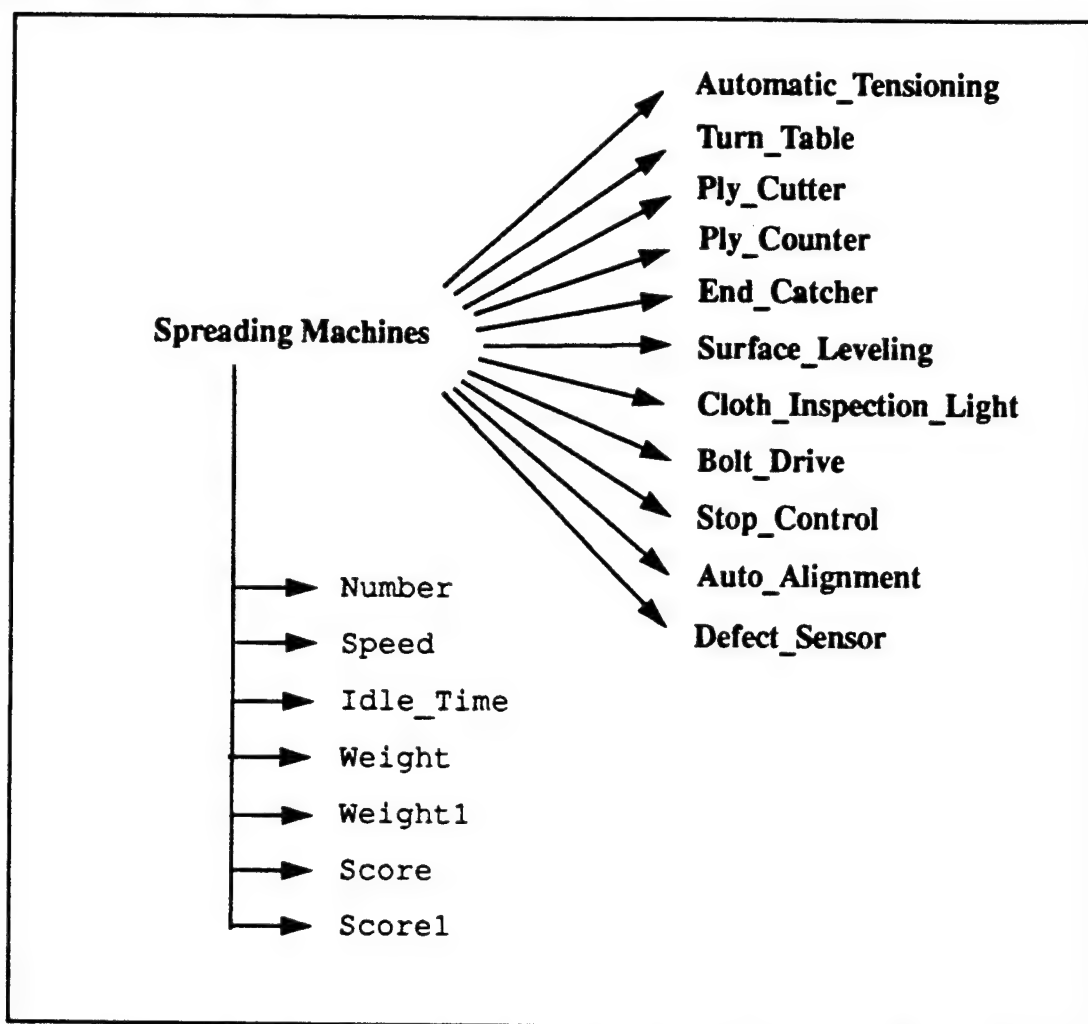 Automatic_Tensioning
Turn_Table
Ply_Cutter
Ply_Counter
End_Catcher
Spreading Machines
Surface_Leveling
Cloth_Inspection_Light
Bolt_Drive
Stop_Control
Auto_Alignment
Defect_Sensor
Number
Speed
Idle_Time
Weight
Weight1
Score
Score1